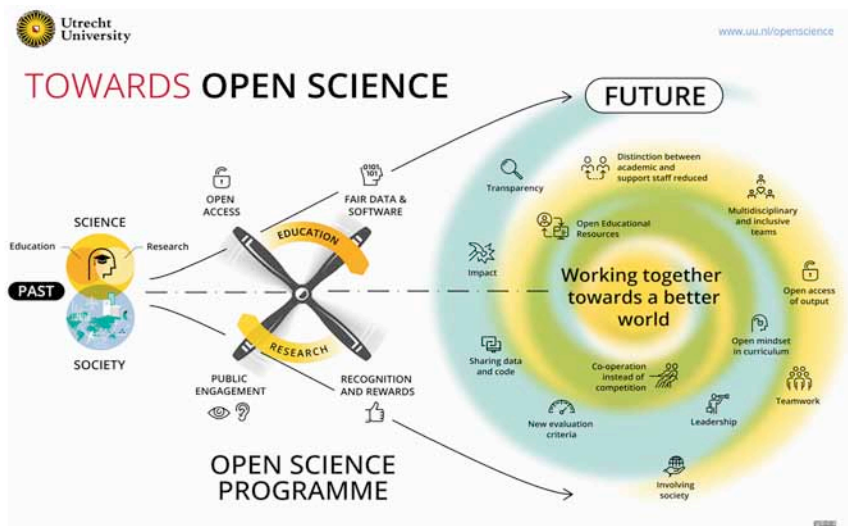 Utrecht
University
www.uu.nl/openscience
TOWARDS OPEN SCIENCE
FUTURE
PAST
SCIENCE
Education
Research
SOCIETY
OPEN
ACCESS
0101
101
FAIR DATA &
SOFTWARE
EDUCATION
RESEARCH
PUBLIC
ENGAGEMENT
RECOGNITION
AND REWARDS
OPEN SCIENCE
PROGRAMME
Transparency
Distinction between
academic and
support staff reduced
Multidisciplinary
and inclusive
teams
Open Educational
Resources
Impact
Working together
towards a better
world
Open access
of output
Open mindset
in curriculum
Sharing data
and code
Co-operation
instead of
competition
Teamwork
New evaluation
criteria
Leadership
Involving
society